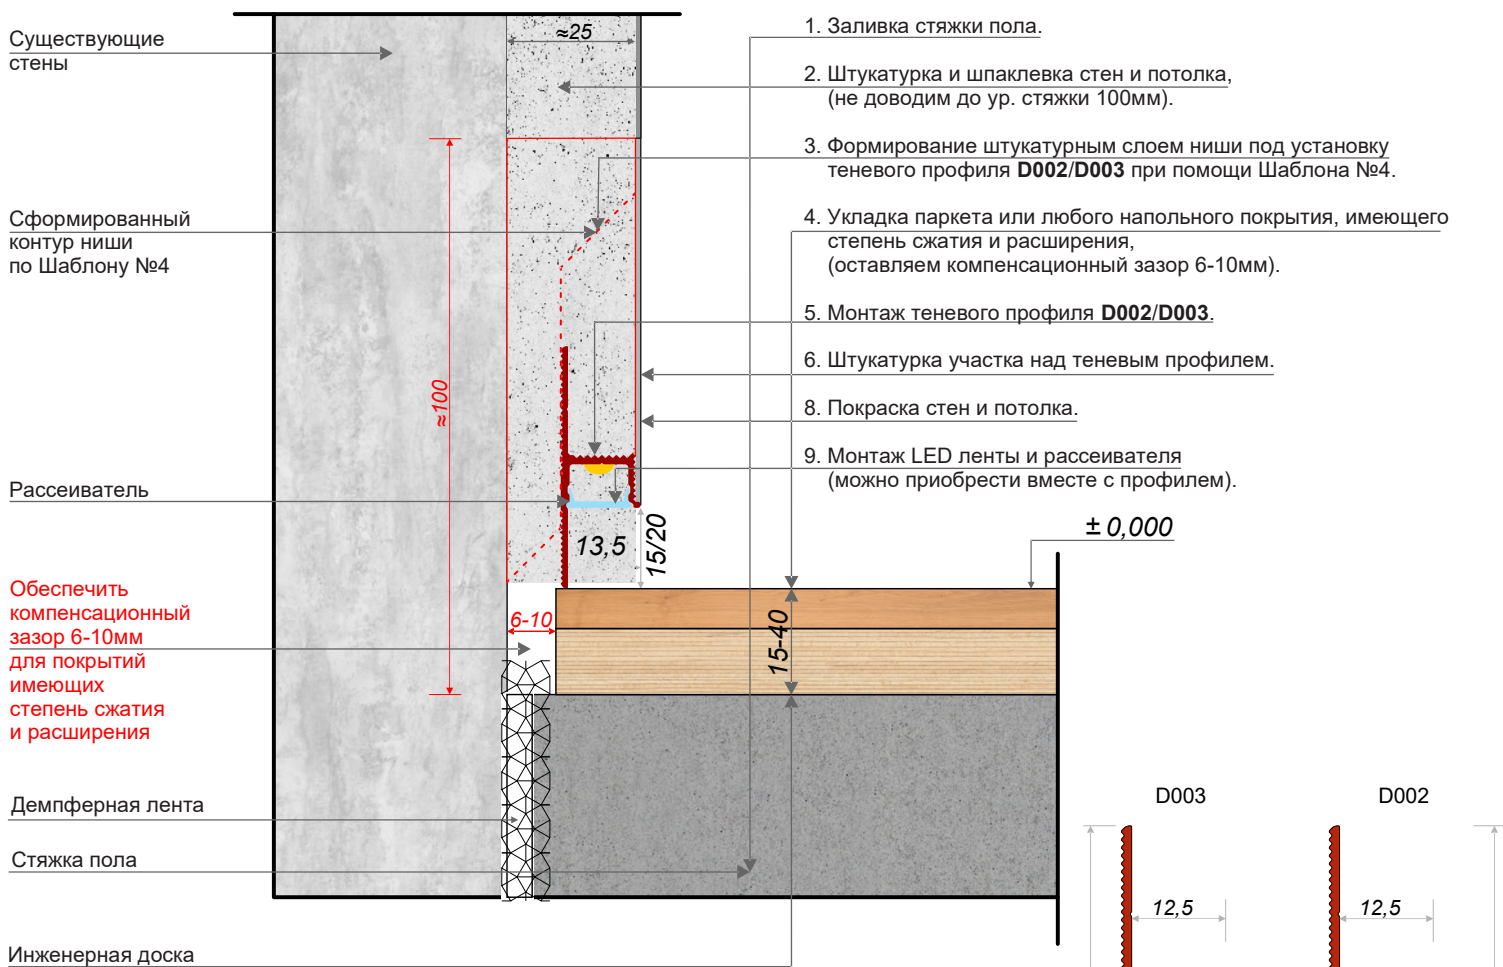 Существующие
стены
Сформированный
контур ниши
по Шаблону №4
Рассеиватель
Обеспечить
компенсационный
зазор 6-10мм
для покрытий
имеющих
степень сжатия
и расширения
Демпферная лента
Стяжка пола
Инженерная доска
≈25
≈100
13,5
15/20
6-10
15-40
± 0,000
1. Заливка стяжки пола.
2. Штукатурка и шпаклевка стен и потолка,
(не доводим до ур. стяжки 100мм).
3. Формирование штукатурным слоем ниши под установку
теневого профиля D002/D003 при помощи Шаблона №4.
4. Укладка паркета или любого напольного покрытия, имеющего
степень сжатия и расширения,
(оставляем компенсационный зазор 6-10мм).
5. Монтаж теневого профиля D002/D003.
6. Штукатурка участка над теневым профилем.
8. Покраска стен и потолка.
9. Монтаж LED ленты и рассеивателя
(можно приобрести вместе с профилем).
D003
D002
12,5
12,5